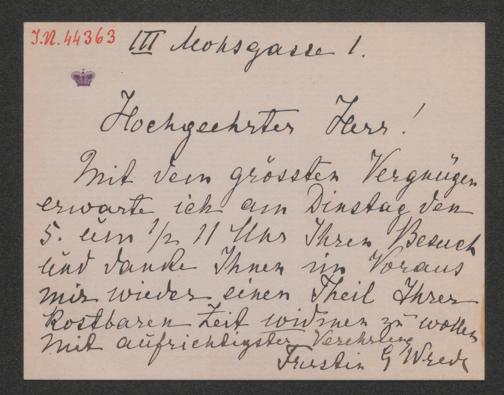 I.N. 44363
III Mohsgasse 1.
Hochgeehrter Herr!
Mit dem grössten Vergnügen
erwarte ich am Dinstag den
5. um 1/2 11 Uhr Ihren Besuch
und danke Ihnen im Voraus
mir wieder einen Theil Ihrer
kostbaren Zeit widmen zu wollen
Mit aufrichtigster Verehrung
Fürstin G Wrede